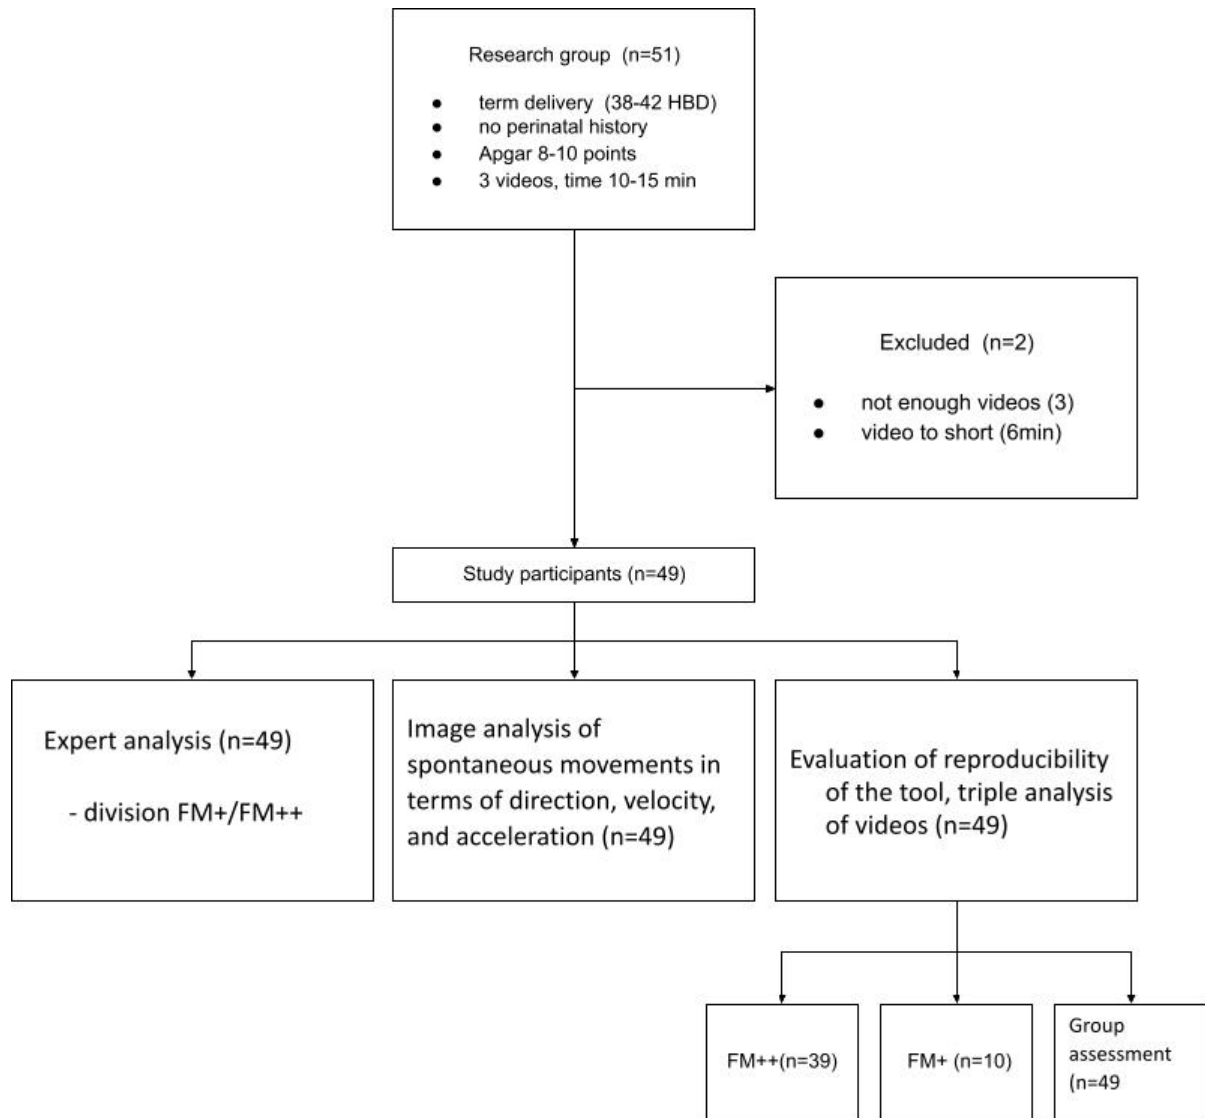 Research group (n=51)
● term delivery (38-42 HBD)
● no perinatal history
● Apgar 8-10 points
● 3 videos, time 10-15 min
Excluded (n=2)
● not enough videos (3)
● video to short (6min)
Study participants (n=49)
Expert analysis (n=49)
- division FM+/FM++
Image analysis of
spontaneous movements in
terms of direction, velocity,
and acceleration (n=49)
Evaluation of reproducibility
of the tool, triple analysis
of videos (n=49)
FM++(n=39)
FM+ (n=10)
Group
assessment
(n=49